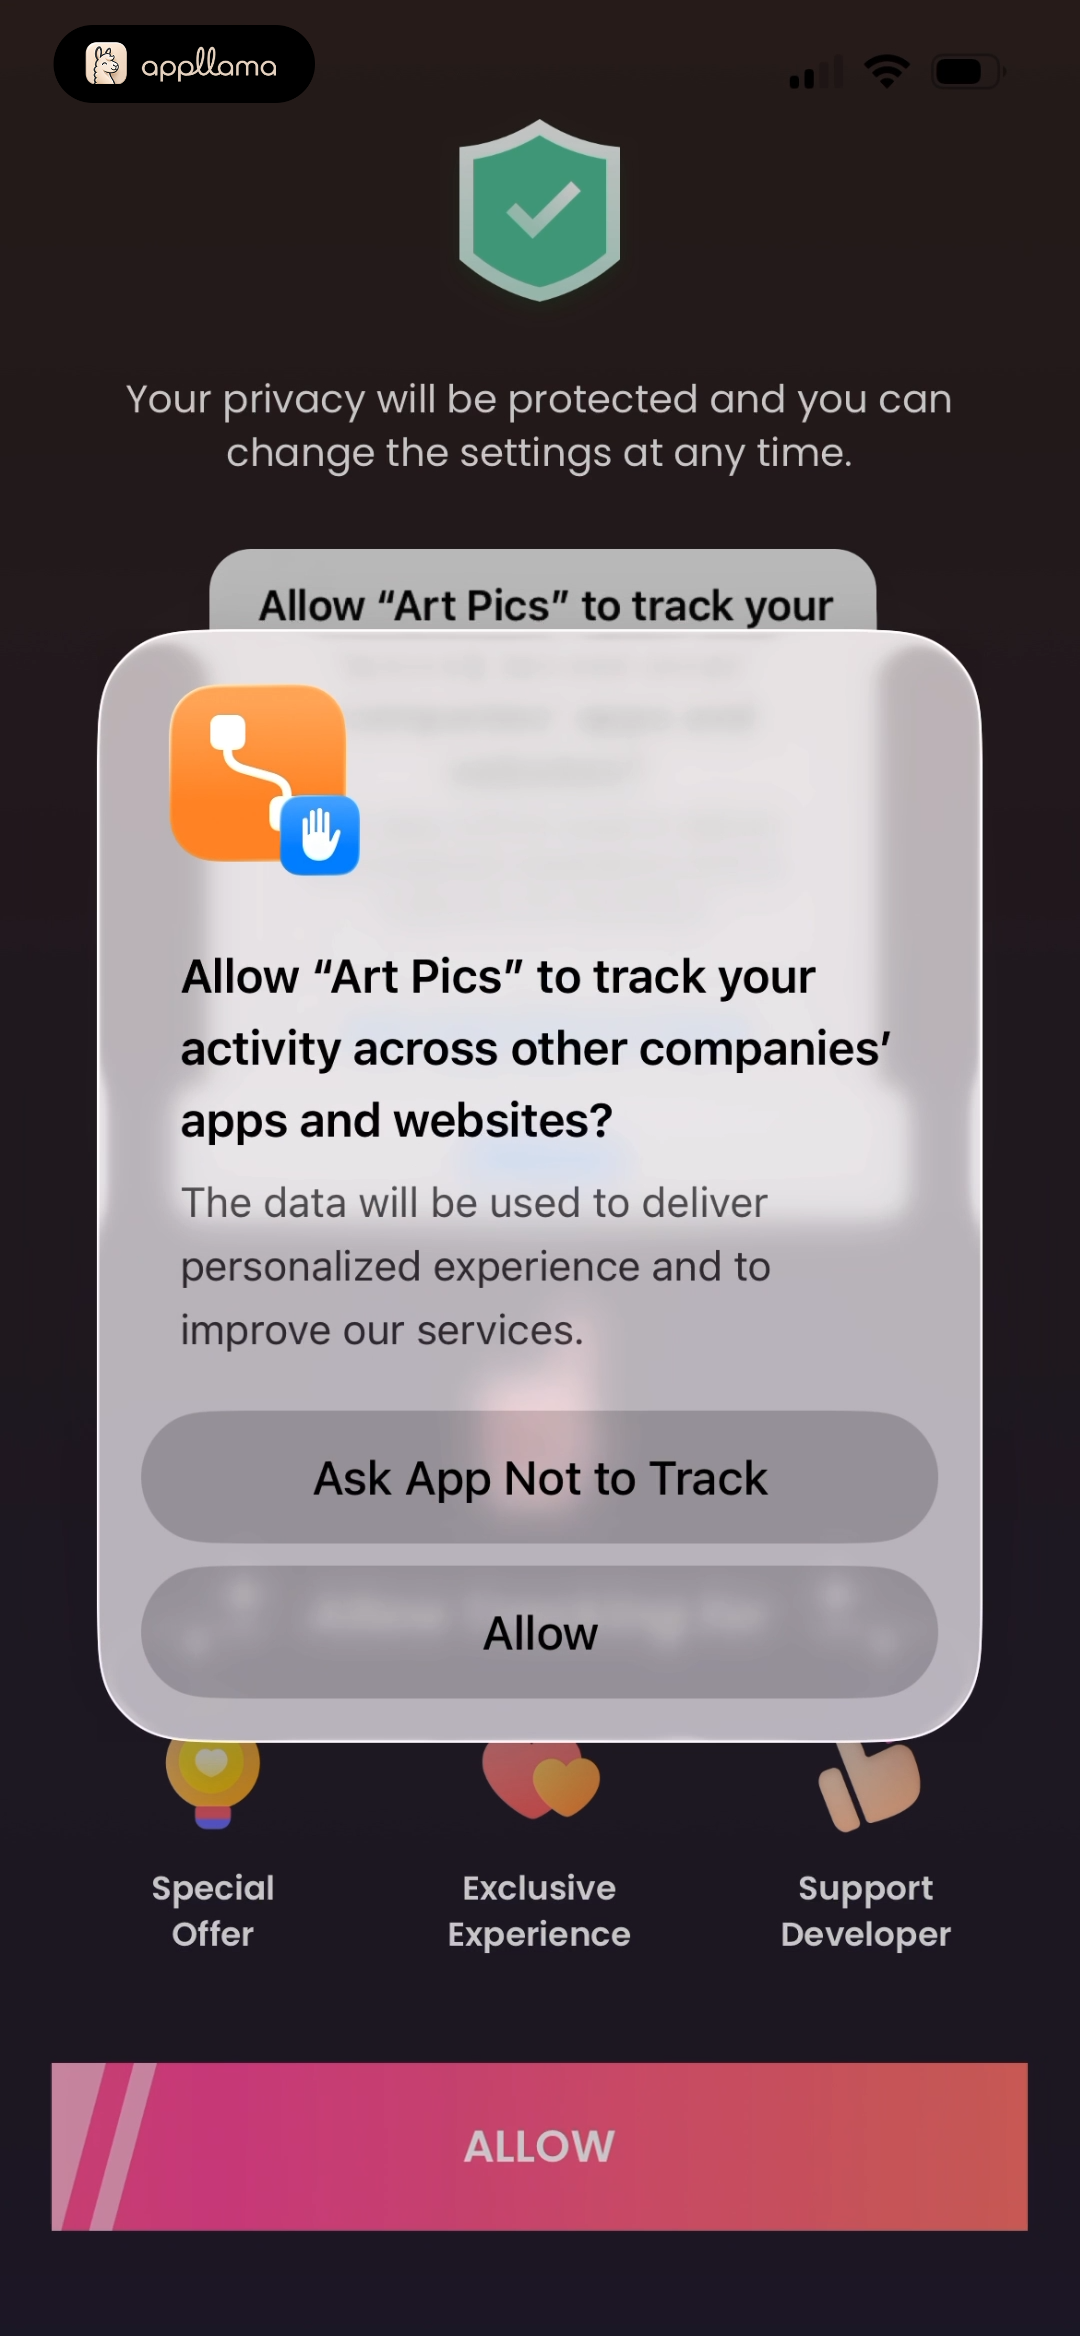 appllama
Your privacy will be protected and you can
change the settings at any time.
Allow “Art Pics” to track your
Allow “Art Pics” to track your
activity across other companies’
apps and websites?
The data will be used to deliver
personalized experience and to
improve our services.
Ask App Not to Track
Allow
Special
Offer
Exclusive
Experience
Support
Developer
ALLOW